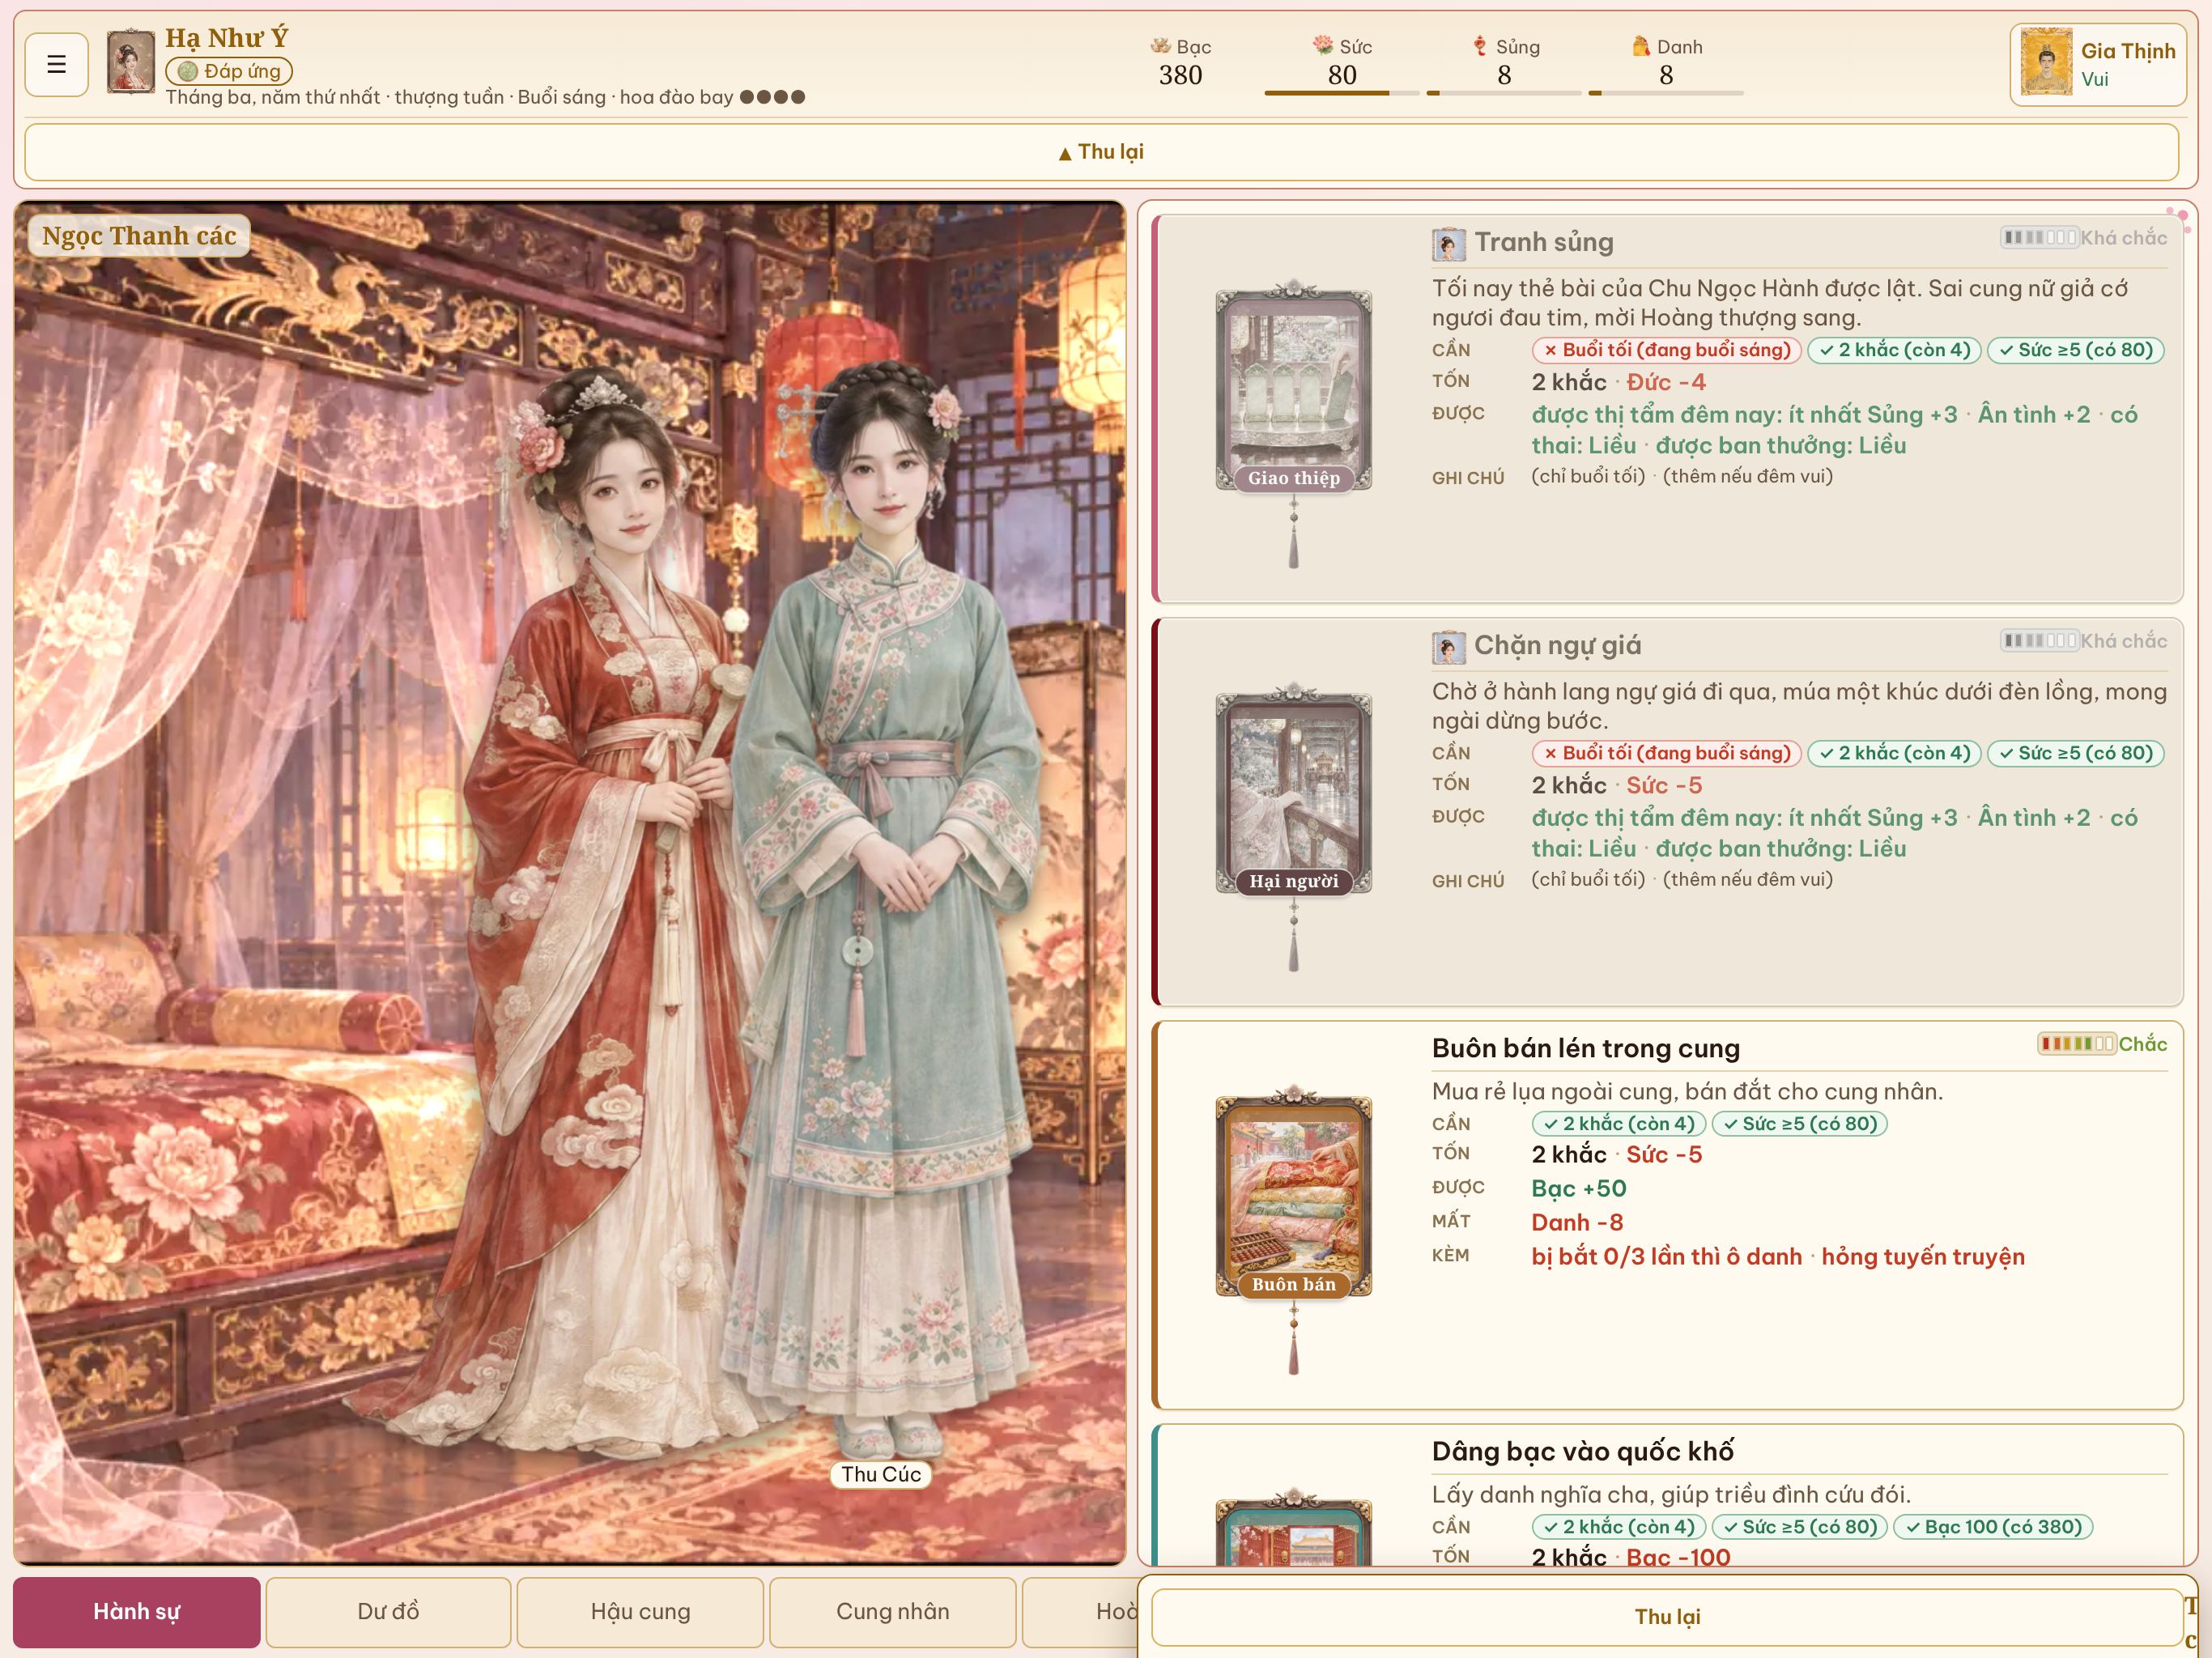 Hạ Như Ý
Đáp ứng
Tháng ba, năm thứ nhất · thượng tuần · Buổi sáng · hoa đào bay
Bạc
380
Sức
80
Sủng
8
Danh
8
Gia Thịnh
Vui
▲ Thu lại
Ngọc Thanh các
Thu Cúc
Tranh sủng
Khá chắc
Tối nay thẻ bài của Chu Ngọc Hành được lật. Sai cung nữ giả cớ
ngươi đau tim, mời Hoàng thượng sang.
CẦN × Buổi tối (đang buổi sáng) ✓ 2 khắc (còn 4) ✓ Sức ≥5 (có 80)
TỐN 2 khắc · Đức -4
ĐƯỢC được thị tẩm đêm nay: ít nhất Sủng +3 · Ân tình +2 · có
thai: Liều · được ban thưởng: Liều
GHI CHÚ (chỉ buổi tối) · (thêm nếu đêm vui)
Giao thiệp
Chặn ngự giá
Khá chắc
Chờ ở hành lang ngự giá đi qua, múa một khúc dưới đèn lồng, mong
ngài dừng bước.
CẦN × Buổi tối (đang buổi sáng) ✓ 2 khắc (còn 4) ✓ Sức ≥5 (có 80)
TỐN 2 khắc · Sức -5
ĐƯỢC được thị tẩm đêm nay: ít nhất Sủng +3 · Ân tình +2 · có
thai: Liều · được ban thưởng: Liều
GHI CHÚ (chỉ buổi tối) · (thêm nếu đêm vui)
Hại người
Buôn bán lén trong cung
Chắc
Mua rẻ lụa ngoài cung, bán đắt cho cung nhân.
CẦN ✓ 2 khắc (còn 4) ✓ Sức ≥5 (có 80)
TỐN 2 khắc · Sức -5
ĐƯỢC Bạc +50
MẤT Danh -8
KÈM bị bắt 0/3 lần thì ô danh · hỏng tuyến truyện
Buôn bán
Dâng bạc vào quốc khố
Lấy danh nghĩa cha, giúp triều đình cứu đói.
CẦN ✓ 2 khắc (còn 4) ✓ Sức ≥5 (có 80) ✓ Bạc 100 (có 380)
TỐN 2 khắc · Bạc -100
Hành sự
Dư đồ
Hậu cung
Cung nhân
Thu lại